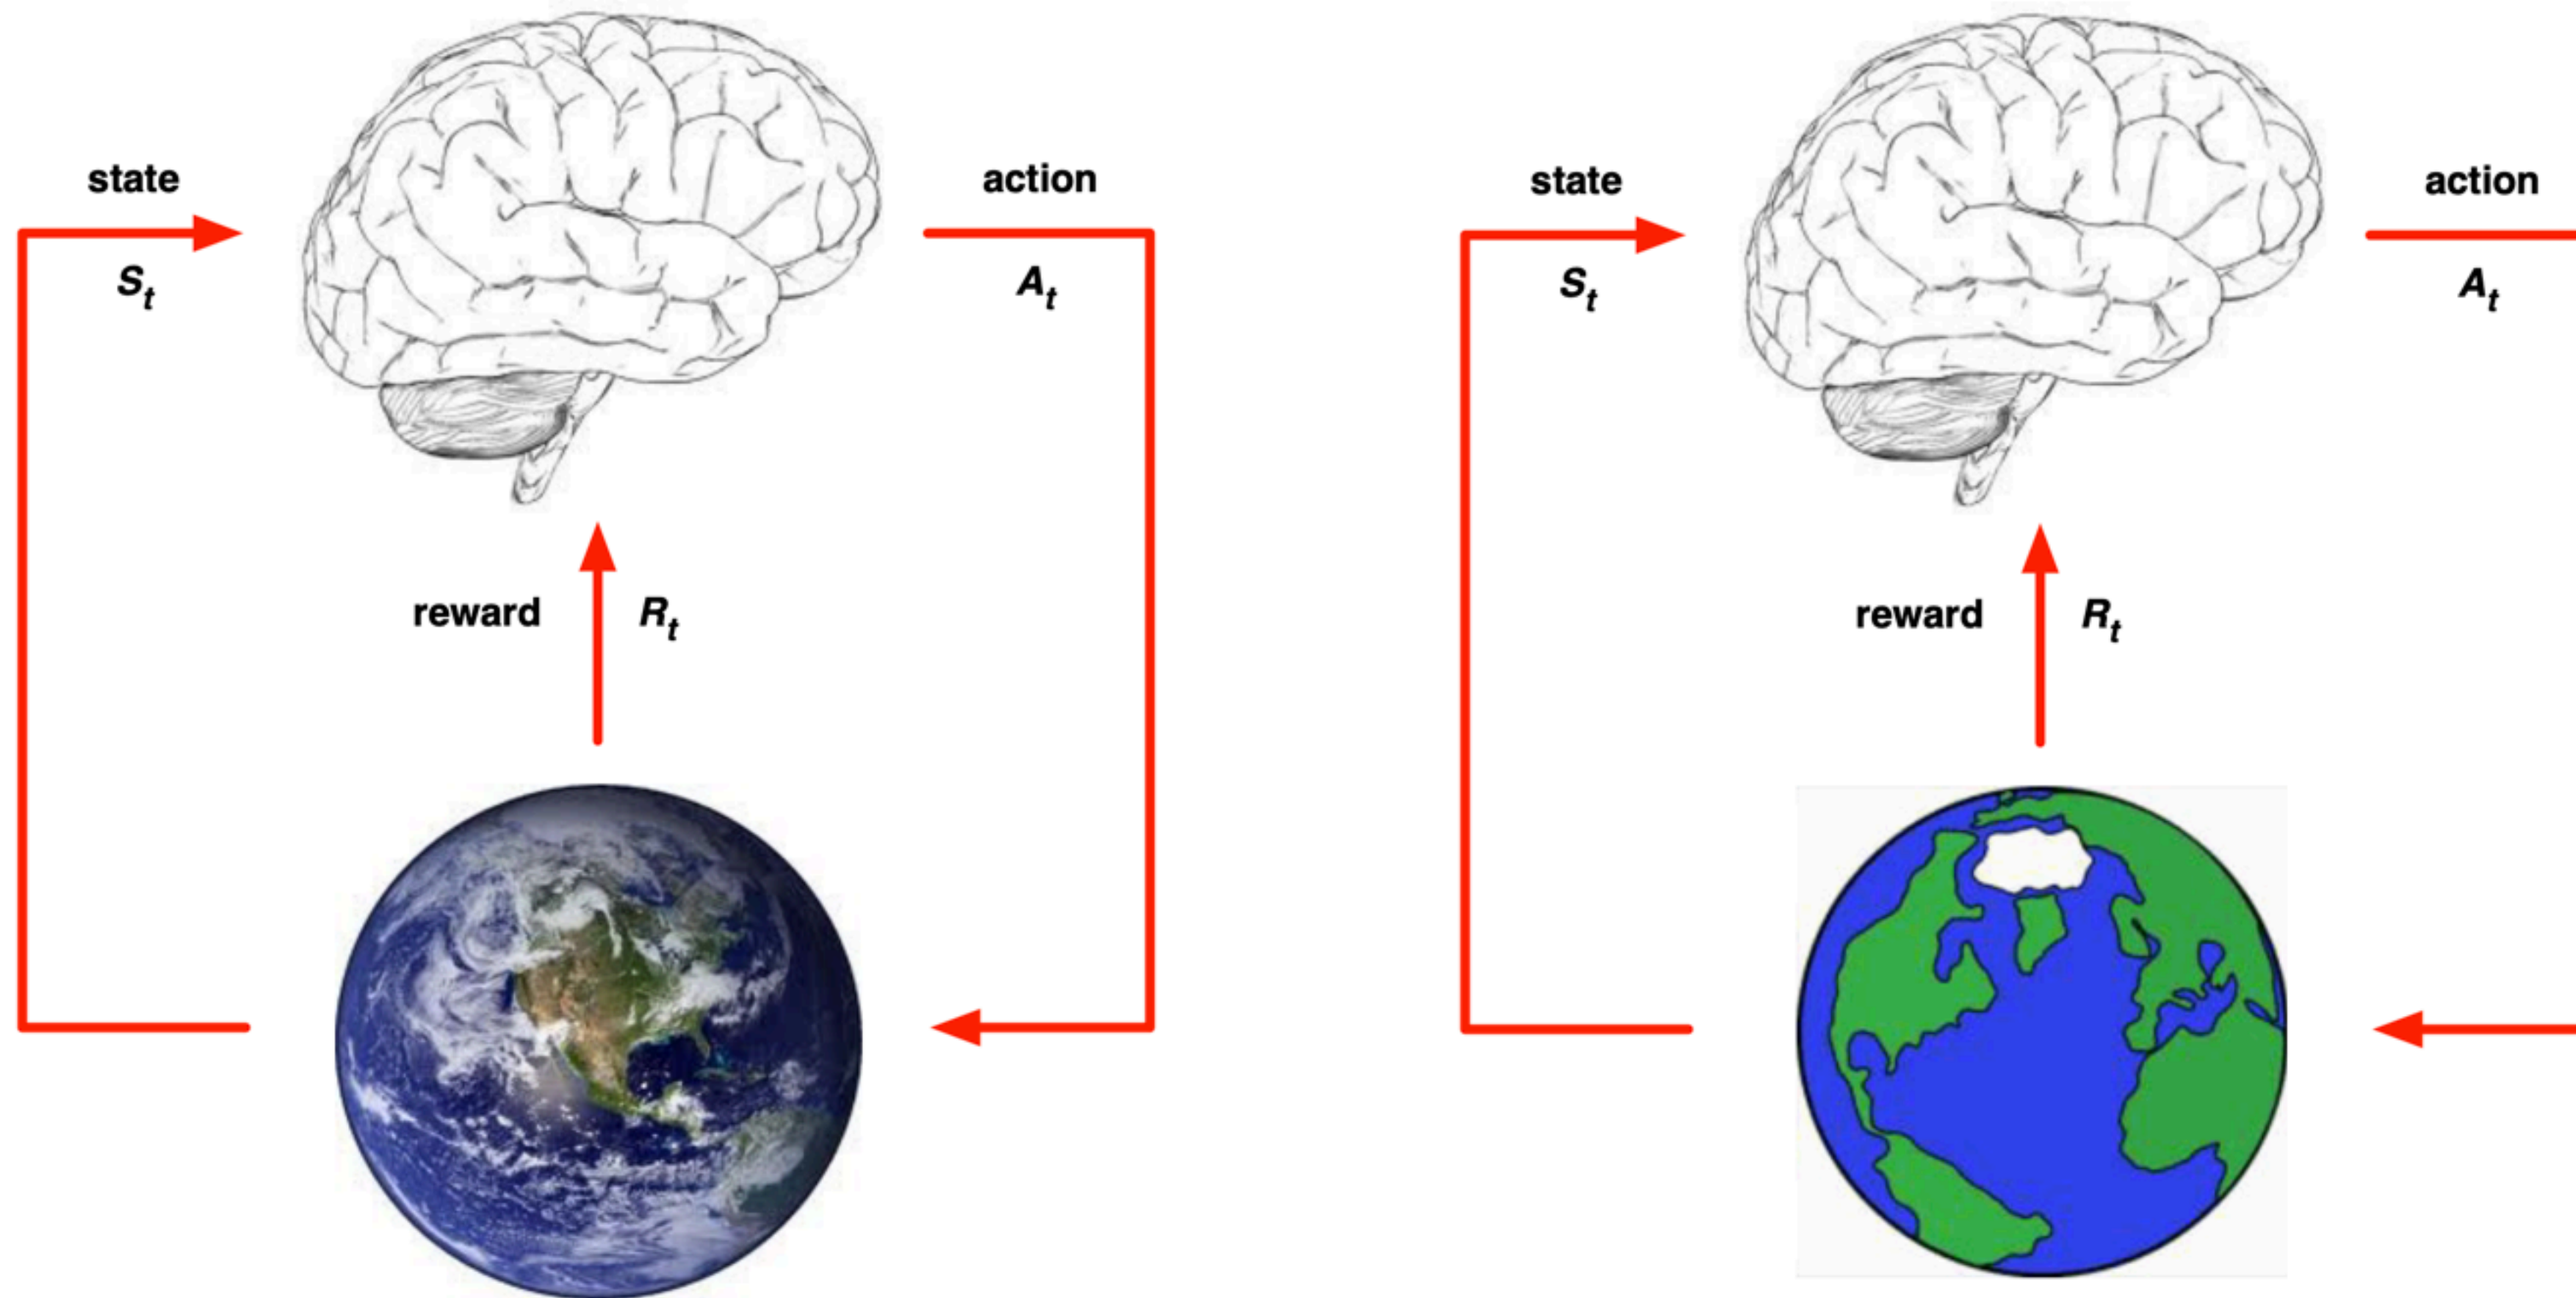 state
S_t
action
A_t
reward
R_t
state
S_t
action
A_t
reward
R_t